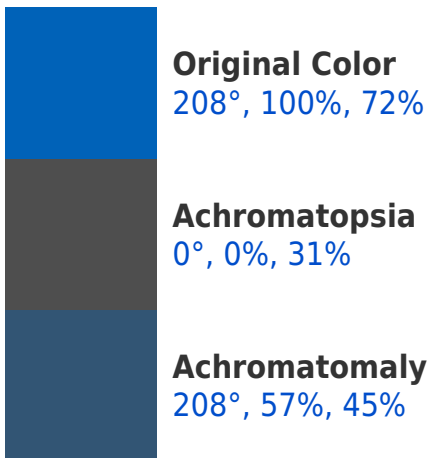 Original Color
208°, 100%, 72%
Achromatopsia
0°, 0%, 31%
Achromatomaly
208°, 57%, 45%